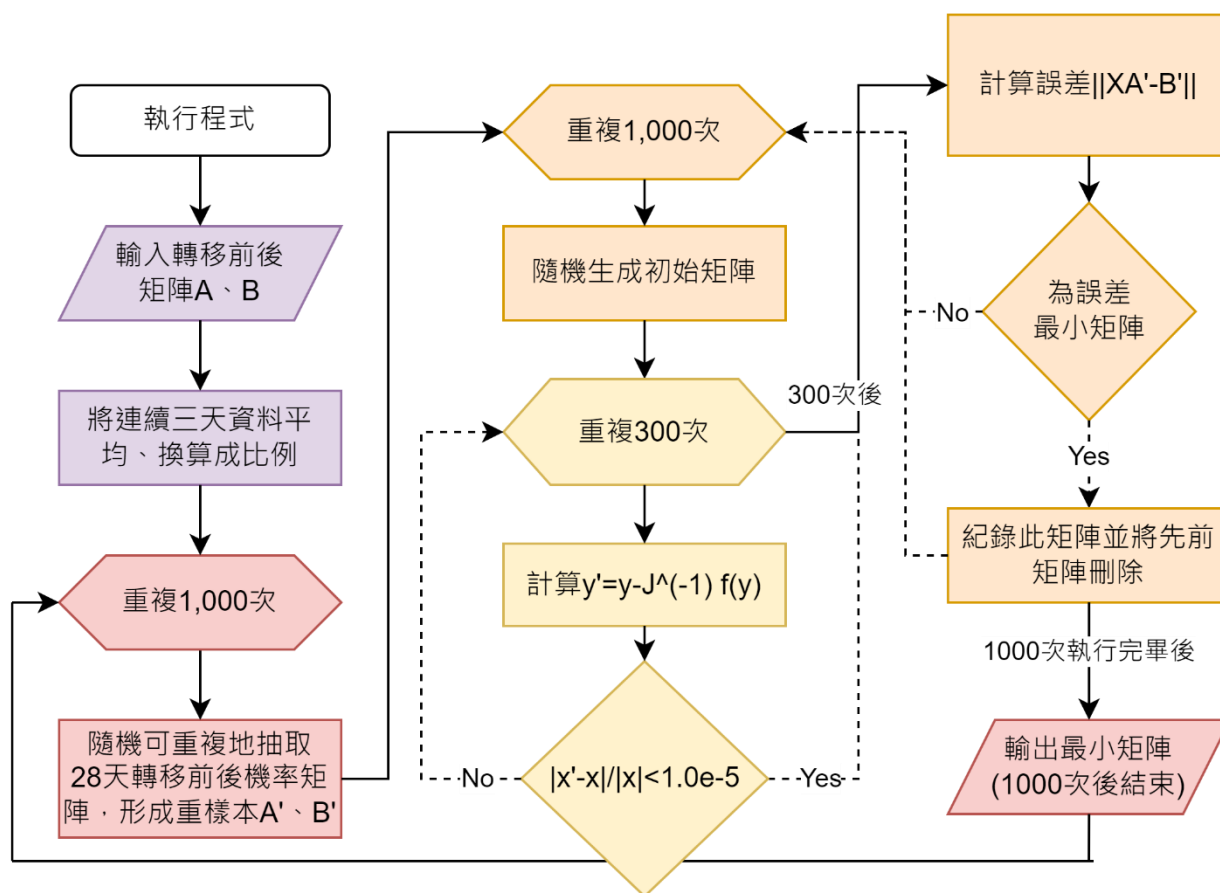 執行程式
輸入轉移前後
矩陣A、B
將連續三天資料平
均、換算成比例
重複1,000次
隨機可重複地抽取
28天轉移前後機率矩
陣，形成重樣本A'、B'
重複1,000次
隨機生成初始矩陣
重複300次
300次後
計算y'=y-J^(-1) f(y)
|x'-x|/|x|<1.0e-5
No
Yes
計算誤差||XA'-B'||
為誤差
最小矩陣
No
Yes
紀錄此矩陣並將先前
矩陣刪除
1000次執行完畢後
輸出最小矩陣
(1000次後結束)